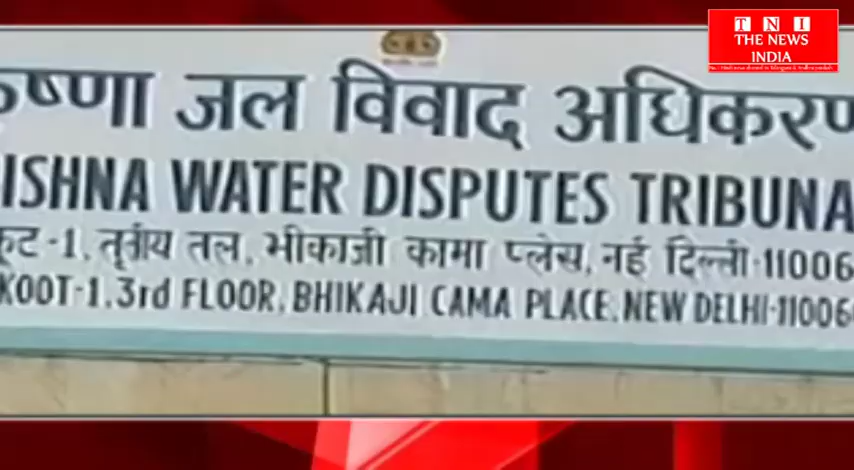 TNI
THE NEWS
INDIA
कृष्णा जल विवाद अधिकरण
ISHNA WATER DISPUTES TRIBUNA
कूट -1, तृतीय तल, भीकाजी कामा प्लेस, नई दिल्ली-11006
KOOT-1, 3rd FLOOR, BHIKAJI CAMA PLACE, NEW DELHI-11006